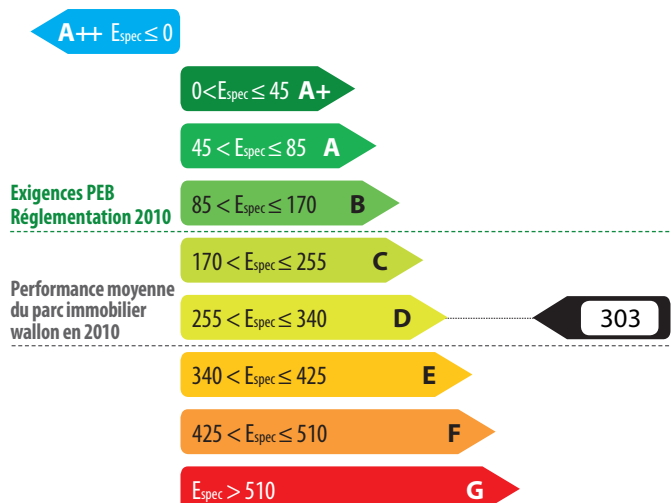 A++ Espec ≤ 0
0<Espec ≤ 45 A+
45 < Espec ≤ 85 A
Exigences PEB
Réglementation 2010
85 < Espec ≤ 170 B
170 < Espec ≤ 255 C
Performance moyenne
du parc immobilier
wallon en 2010
255 < Espec ≤ 340 D
303
340 < Espec ≤ 425 E
425 < Espec ≤ 510 F
Espec > 510 G